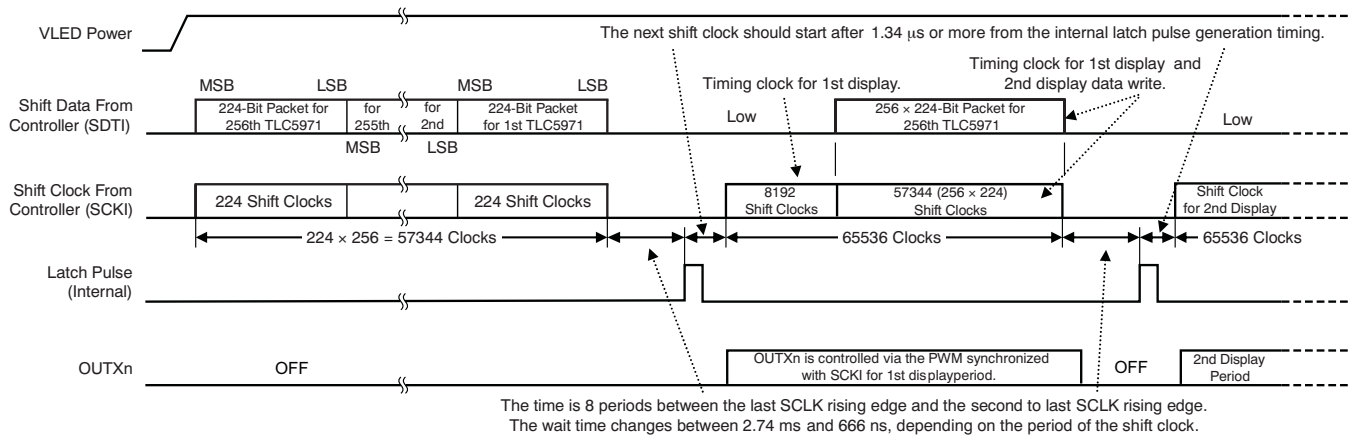 VLED Power
The next shift clock should start after 1.34 μs or more from the internal latch pulse generation timing.
MSB LSB MSB LSB
Timing clock for 1st display.
Timing clock for 1st display and
2nd display data write.
Shift Data From
Controller (SDTI)
224-Bit Packet for
256th TLC5971
for
255th
for
2nd
224-Bit Packet
for 1st TLC5971
Low
256 × 224-Bit Packet for
256th TLC5971
Low
MSB LSB
Shift Clock From
Controller (SCKI)
224 Shift Clocks
224 Shift Clocks
8192
Shift Clocks
57344 (256 × 224)
Shift Clocks
Shift Clock
for 2nd Display
224 × 256 = 57344 Clocks
65536 Clocks
65536 Clocks
Latch Pulse
(Internal)
OUTXn
OFF
OUTXn is controlled via the PWM synchronized
with SCKI for 1st displayperiod.
OFF
2nd Display
Period
The time is 8 periods between the last SCLK rising edge and the second to last SCLK rising edge.
The wait time changes between 2.74 ms and 666 ns, depending on the period of the shift clock.